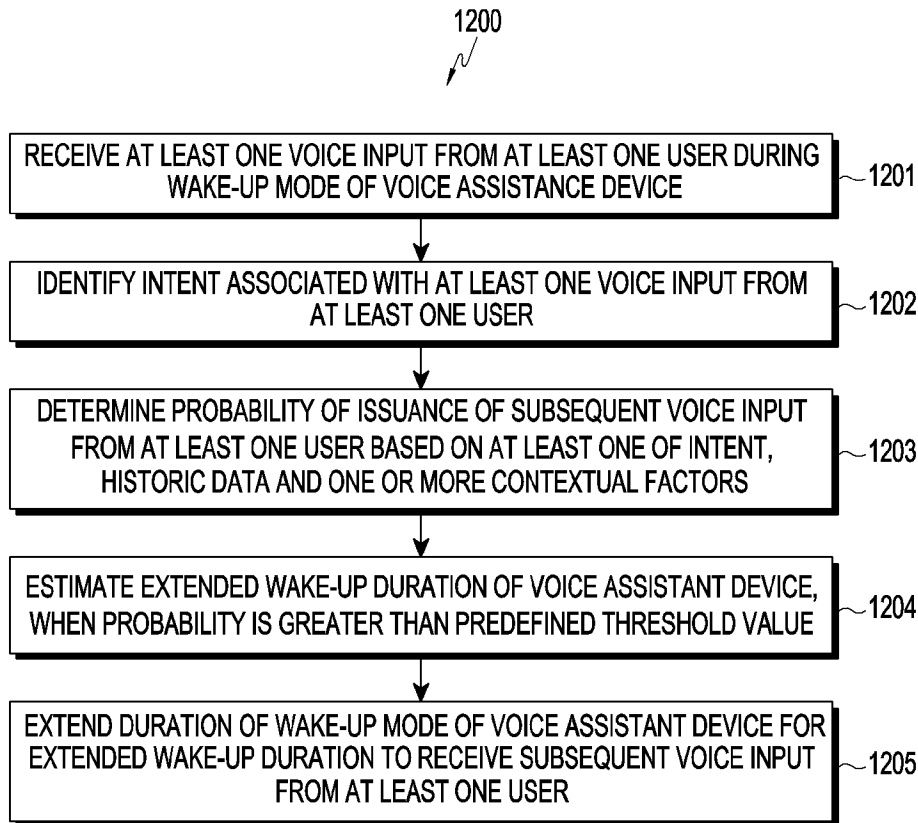 1200
RECEIVE AT LEAST ONE VOICE INPUT FROM AT LEAST ONE USER DURING
WAKE-UP MODE OF VOICE ASSISTANCE DEVICE
1201
IDENTIFY INTENT ASSOCIATED WITH AT LEAST ONE VOICE INPUT FROM
AT LEAST ONE USER
1202
DETERMINE PROBABILITY OF ISSUANCE OF SUBSEQUENT VOICE INPUT
FROM AT LEAST ONE USER BASED ON AT LEAST ONE OF INTENT,
HISTORIC DATA AND ONE OR MORE CONTEXTUAL FACTORS
1203
ESTIMATE EXTENDED WAKE-UP DURATION OF VOICE ASSISTANT DEVICE,
WHEN PROBABILITY IS GREATER THAN PREDEFINED THRESHOLD VALUE
1204
EXTEND DURATION OF WAKE-UP MODE OF VOICE ASSISTANT DEVICE FOR
EXTENDED WAKE-UP DURATION TO RECEIVE SUBSEQUENT VOICE INPUT
FROM AT LEAST ONE USER
1205